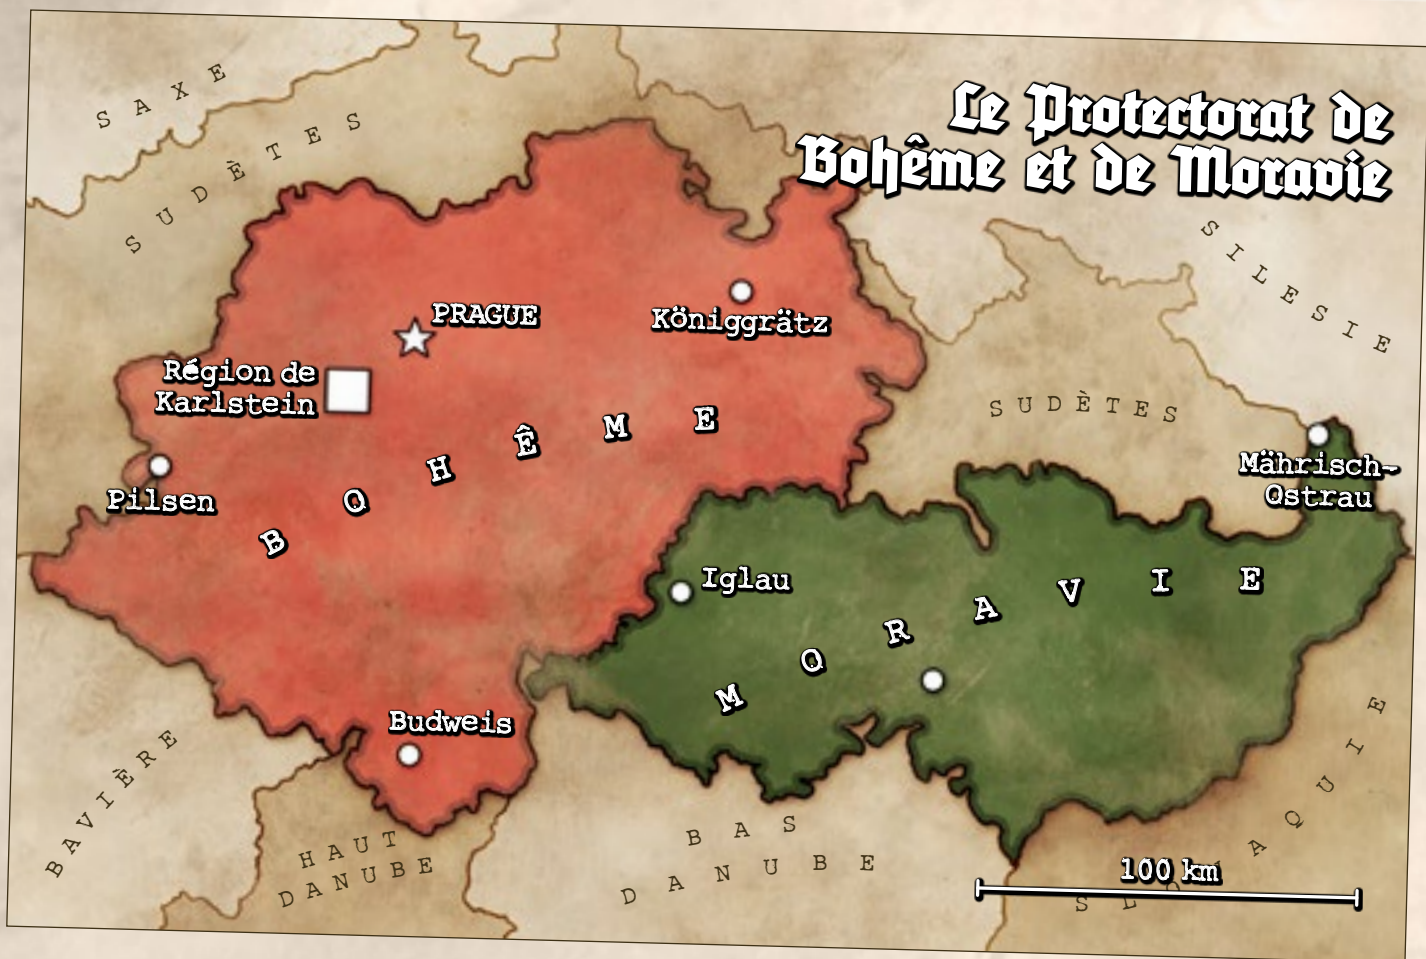 Le Protectorat de
Bohême et de Moravie
SAXE
SUDÈTES
SILESIE
PRAGUE
Königgrätz
Région de
Karlstein
BOHÊME
SUDÈTES
Mährisch-
Ostrau
Pilsen
Iglau
MORAVIE
Budweis
BAVIÈRE
HAUT
DANUBE
BAS
DANUBE
100 km